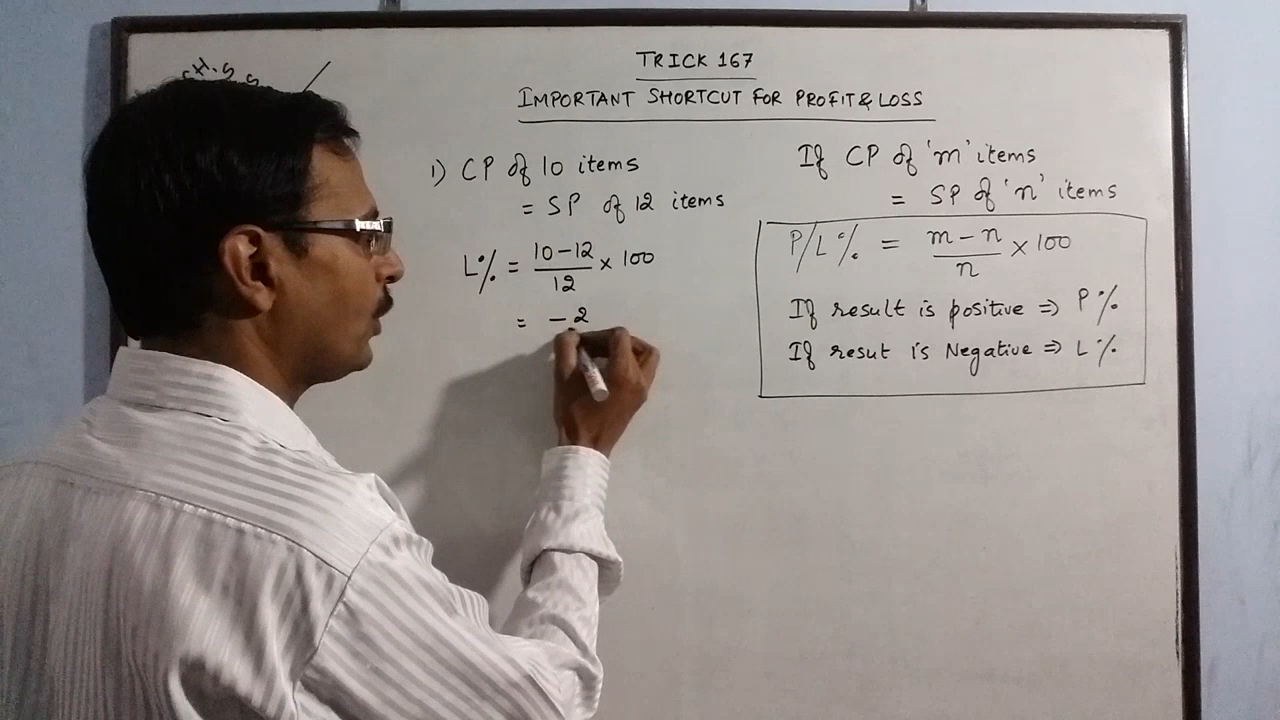 TRICK 167
IMPORTANT SHORTCUT FOR PROFIT & LOSS
1) CP of 10 items
= SP of 12 items
L% = 10-12/12 × 100
= -2
If CP of 'm' items
= SP of 'n' items
P/L% = m-n/n × 100
If result is positive ⇒ P%
If resut is Negative ⇒ L%